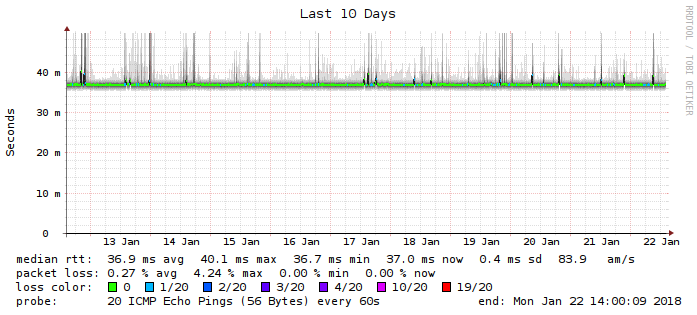 Last 10 Days
RRDTOOL / TOBI OETIKER
Seconds
40 m
30 m
20 m
10 m
0
13 Jan 14 Jan 15 Jan 16 Jan 17 Jan 18 Jan 19 Jan 20 Jan 21 Jan 22 Jan
median rtt: 36.9 ms avg 40.1 ms max 36.7 ms min 37.0 ms now 0.4 ms sd 83.9 am/s
packet loss: 0.27 % avg 4.24 % max 0.00 % min 0.00 % now
loss color: 0 1/20 2/20 3/20 4/20 10/20 19/20
probe: 20 ICMP Echo Pings (56 Bytes) every 60s end: Mon Jan 22 14:00:09 2018